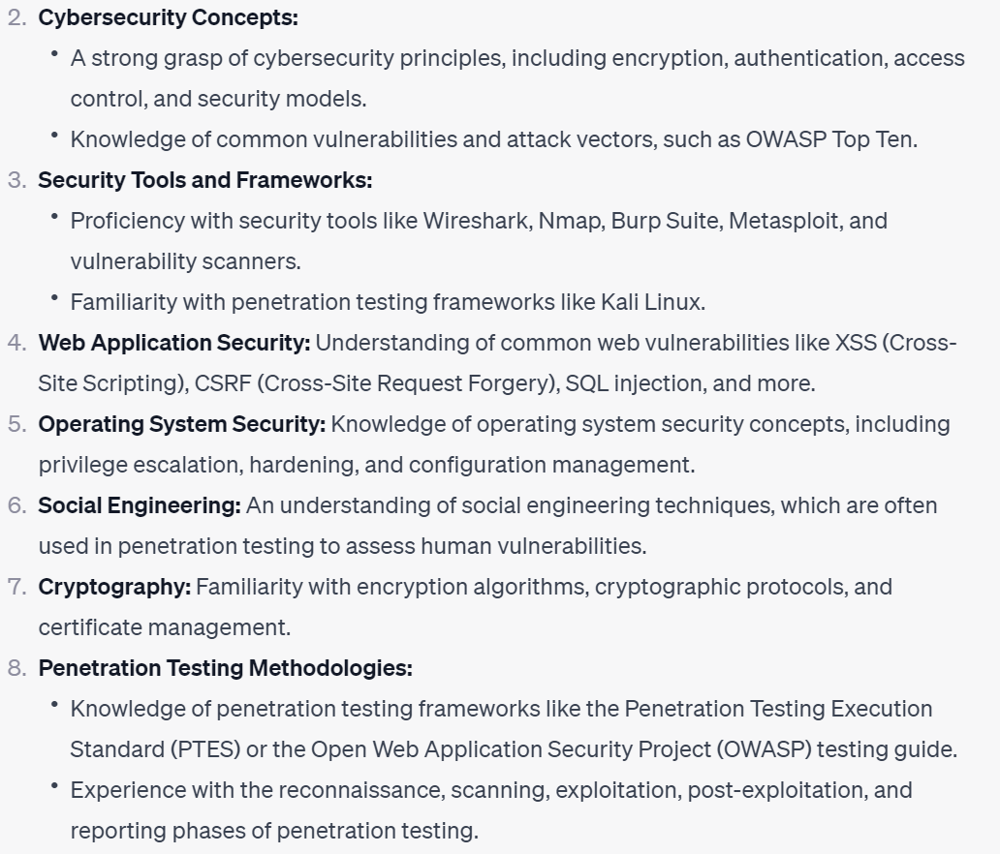 2. Cybersecurity Concepts:
• A strong grasp of cybersecurity principles, including encryption, authentication, access
control, and security models.
• Knowledge of common vulnerabilities and attack vectors, such as OWASP Top Ten.
3. Security Tools and Frameworks:
• Proficiency with security tools like Wireshark, Nmap, Burp Suite, Metasploit, and
vulnerability scanners.
• Familiarity with penetration testing frameworks like Kali Linux.
4. Web Application Security: Understanding of common web vulnerabilities like XSS (Cross-
Site Scripting), CSRF (Cross-Site Request Forgery), SQL injection, and more.
5. Operating System Security: Knowledge of operating system security concepts, including
privilege escalation, hardening, and configuration management.
6. Social Engineering: An understanding of social engineering techniques, which are often
used in penetration testing to assess human vulnerabilities.
7. Cryptography: Familiarity with encryption algorithms, cryptographic protocols, and
certificate management.
8. Penetration Testing Methodologies:
• Knowledge of penetration testing frameworks like the Penetration Testing Execution
Standard (PTES) or the Open Web Application Security Project (OWASP) testing guide.
• Experience with the reconnaissance, scanning, exploitation, post-exploitation, and
reporting phases of penetration testing.